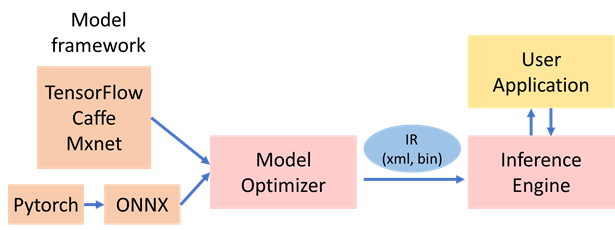 Model
framework
TensorFlow
Caffe
Mxnet
Pytorch
ONNX
Model
Optimizer
IR
(xml, bin)
User
Application
Inference
Engine